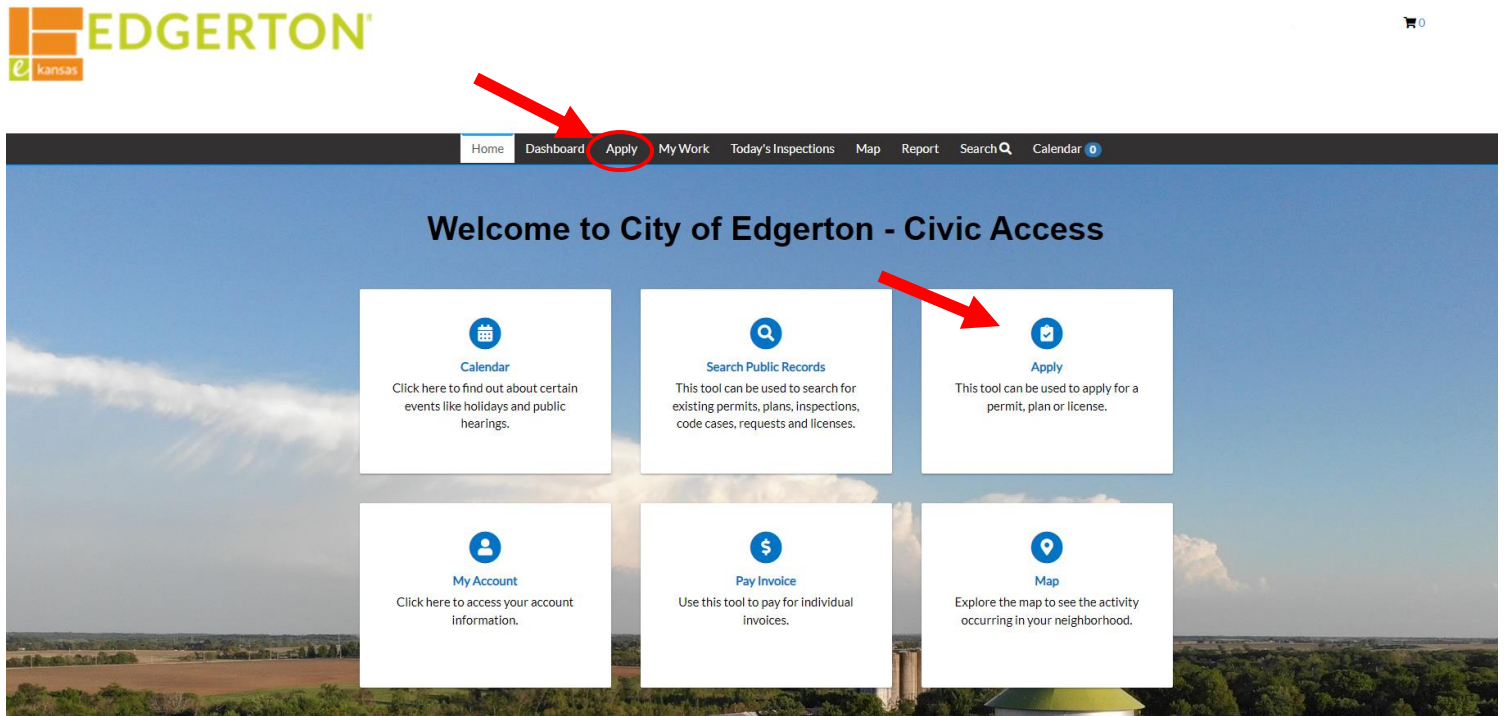 EDGERTON®
e kansas
0
Home Dashboard Apply My Work Today's Inspections Map Report Search Calendar 0
Welcome to City of Edgerton - Civic Access
Calendar
Click here to find out about certain
events like holidays and public
hearings.
Search Public Records
This tool can be used to search for
existing permits, plans, inspections,
code cases, requests and licenses.
Apply
This tool can be used to apply for a
permit, plan or license.
My Account
Click here to access your account
information.
$
Pay Invoice
Use this tool to pay for individual
invoices.
Map
Explore the map to see the activity
occurring in your neighborhood.